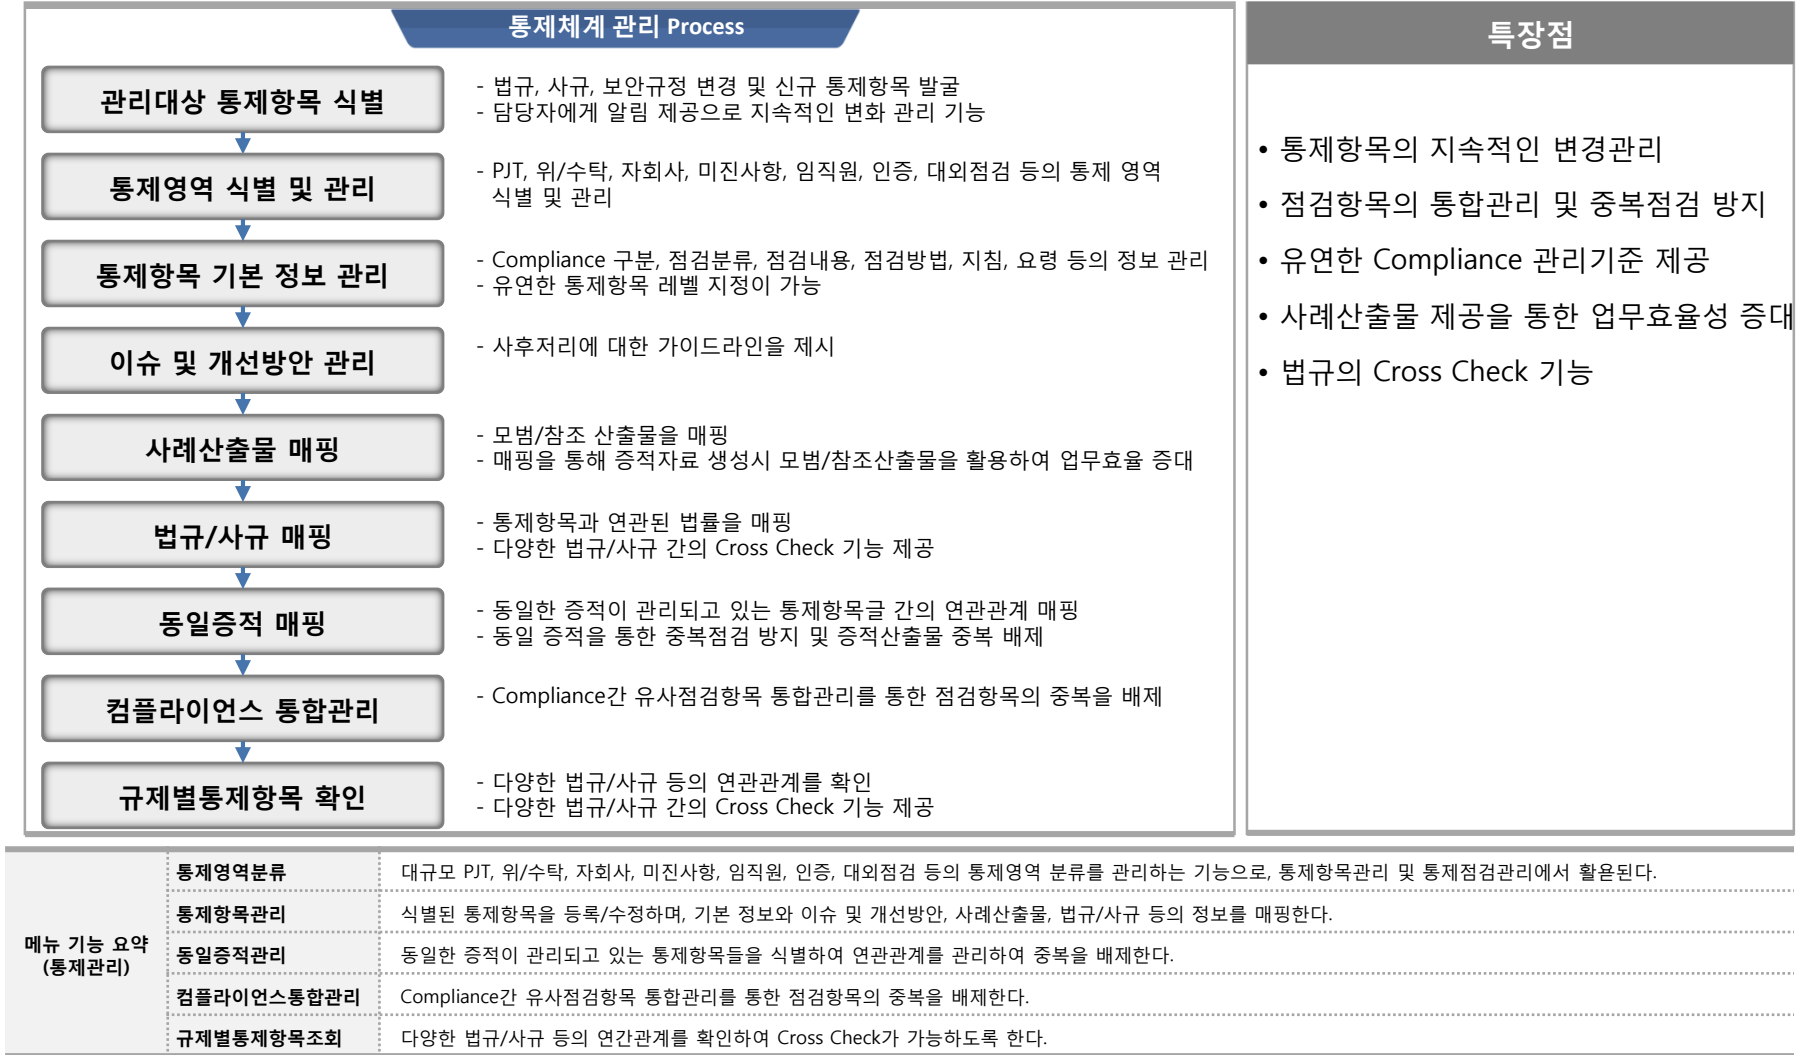 통제체계 관리 Process
관리대상 통제항목 식별
- 법규, 사규, 보안규정 변경 및 신규 통제항목 발굴
- 담당자에게 알림 제공으로 지속적인 변화 관리 기능
통제영역 식별 및 관리
- PJT, 위/수탁, 자회사, 미진사항, 임직원, 인증, 대외점검 등의 통제 영역
식별 및 관리
통제항목 기본 정보 관리
- Compliance 구분, 점검분류, 점검내용, 점검방법, 지침, 요령 등의 정보 관리
- 유연한 통제항목 레벨 지정이 가능
이슈 및 개선방안 관리
- 사후저리에 대한 가이드라인을 제시
사례산출물 매핑
- 모범/참조 산출물을 매핑
- 매핑을 통해 증적자료 생성시 모범/참조산출물을 활용하여 업무효율 증대
법규/사규 매핑
- 통제항목과 연관된 법률을 매핑
- 다양한 법규/사규 간의 Cross Check 기능 제공
동일증적 매핑
- 동일한 증적이 관리되고 있는 통제항목글 간의 연관관계 매핑
- 동일 증적을 통한 중복점검 방지 및 증적산출물 중복 배제
컴플라이언스 통합관리
- Compliance간 유사점검항목 통합관리를 통한 점검항목의 중복을 배제
규제별통제항목 확인
- 다양한 법규/사규 등의 연관관계를 확인
- 다양한 법규/사규 간의 Cross Check 기능 제공
특장점
• 통제항목의 지속적인 변경관리
• 점검항목의 통합관리 및 중복점검 방지
• 유연한 Compliance 관리기준 제공
• 사례산출물 제공을 통한 업무효율성 증대
• 법규의 Cross Check 기능
메뉴 기능 요약
(통제관리)
통제영역분류
대규모 PJT, 위/수탁, 자회사, 미진사항, 임직원, 인증, 대외점검 등의 통제영역 분류를 관리하는 기능으로, 통제항목관리 및 통제점검관리에서 활욛된다.
통제항목관리
식별된 통제항목을 등록/수정하며, 기본 정보와 이슈 및 개선방안, 사례산출물, 법규/사규 등의 정보를 매핑한다.
동일증적관리
동일한 증적이 관리되고 있는 통제항목들을 식별하여 연관관계를 관리하여 중복을 배제한다.
컴플라이언스통합관리
Compliance간 유사점검항목 통합관리를 통한 점검항목의 중복을 배제한다.
규제별통제항목조회
다양한 법규/사규 등의 연간관계를 확인하여 Cross Check가 가능하도록 한다.